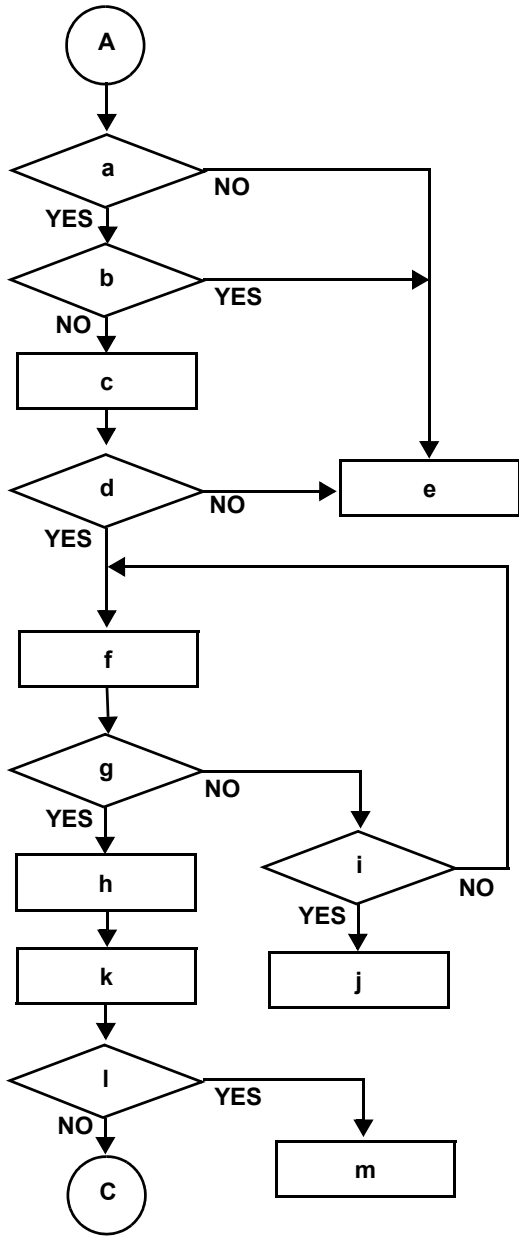 A
a
NO
YES
b
YES
NO
c
d
NO
e
YES
f
g
NO
YES
h
i
NO
YES
k
j
l
YES
NO
m
C